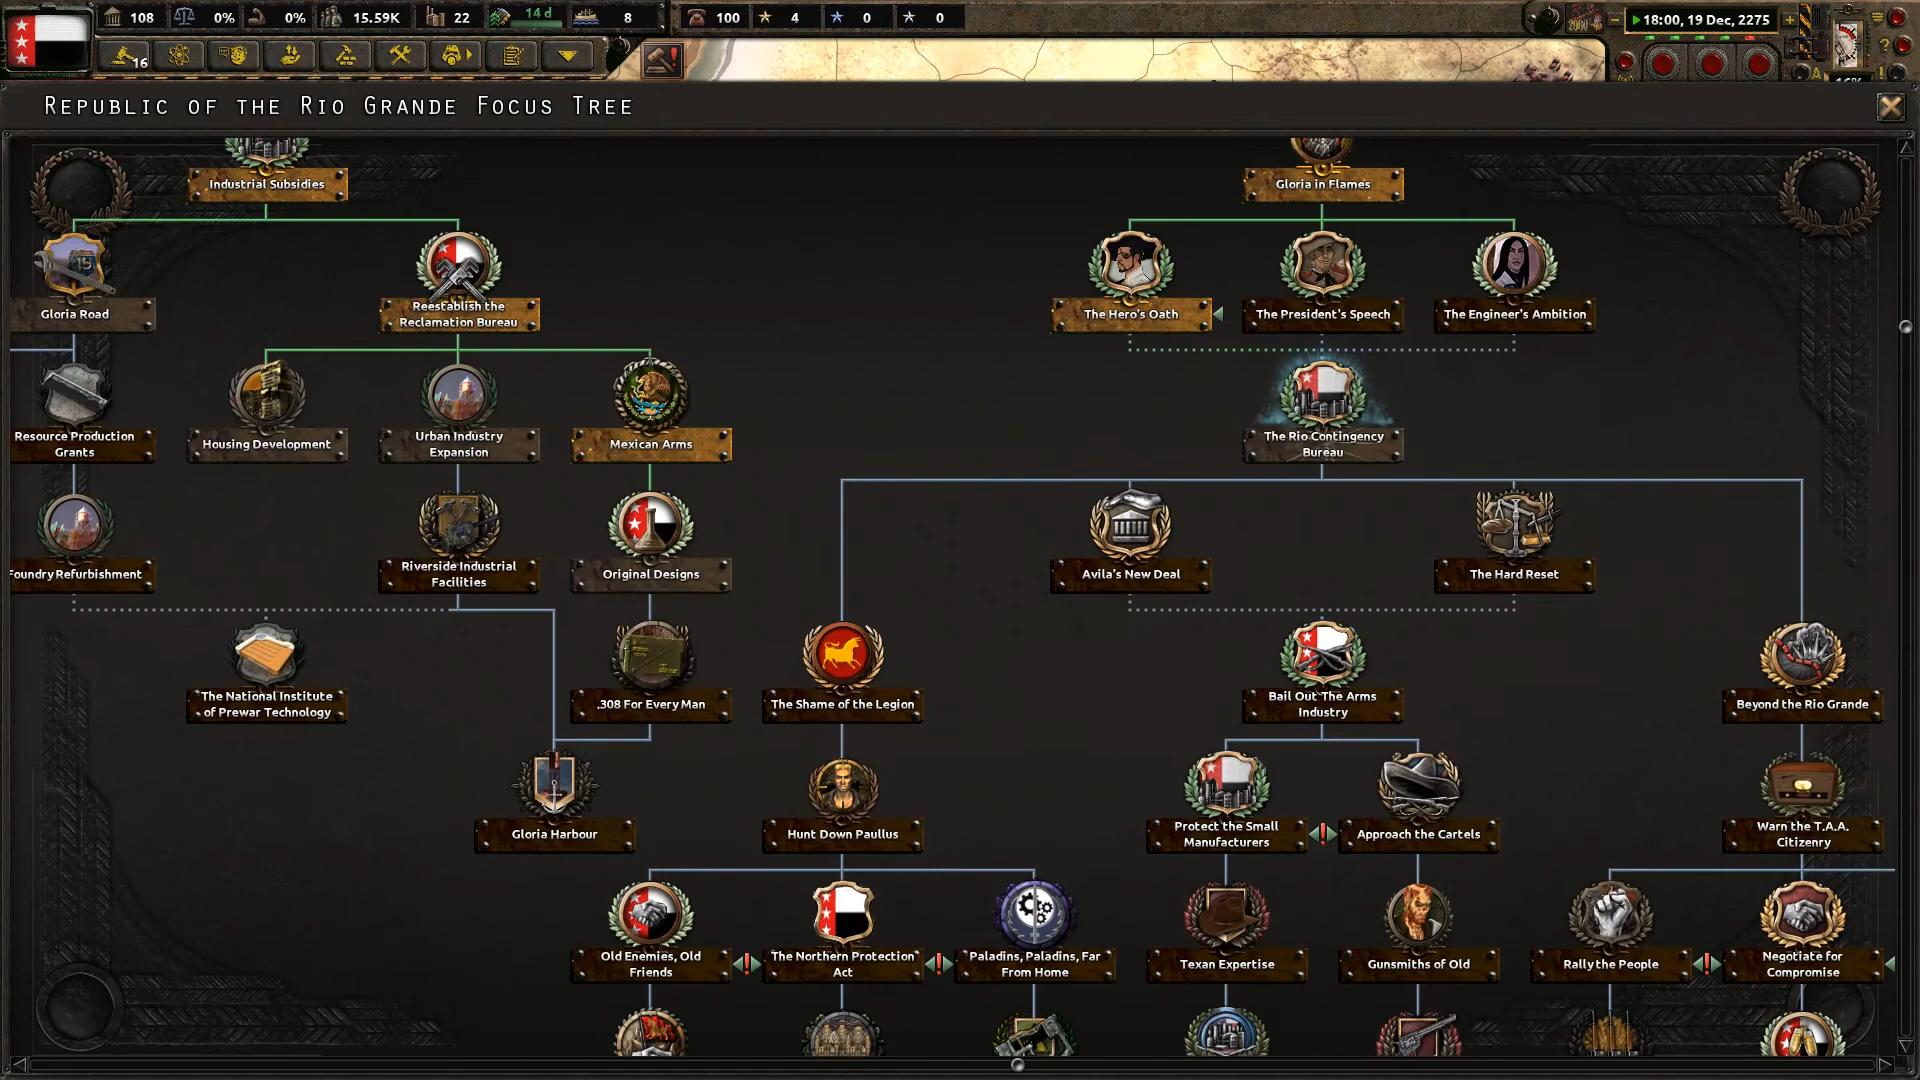 108
0%
0%
15.59K
22
14 d
8
100
4
0
0
18:00, 19 Dec, 2275
16
Republic of the Rio Grande Focus Tree
Industrial Subsidies
Gloria in Flames
Gloria Road
Reestablish the
Reclamation Bureau
The Hero's Oath
The President's Speech
The Engineer's Ambition
Resource Production
Grants
Housing Development
Urban Industry
Expansion
Mexican Arms
The Rio Contingency
Bureau
Foundry Refurbishment
Riverside Industrial
Facilities
Original Designs
Avila's New Deal
The Hard Reset
The National Institute
of Prewar Technology
.308 For Every Man
The Shame of the Legion
Bail Out The Arms
Industry
Beyond the Rio Grande
Gloria Harbour
Hunt Down Paullus
Protect the Small
Manufacturers
Approach the Cartels
Warn the T.A.A.
Citizenry
Old Enemies, Old
Friends
The Northern Protection
Act
Paladins, Paladins, Far
From Home
Texan Expertise
Gunsmiths of Old
Rally the People
Negotiate for
Compromise